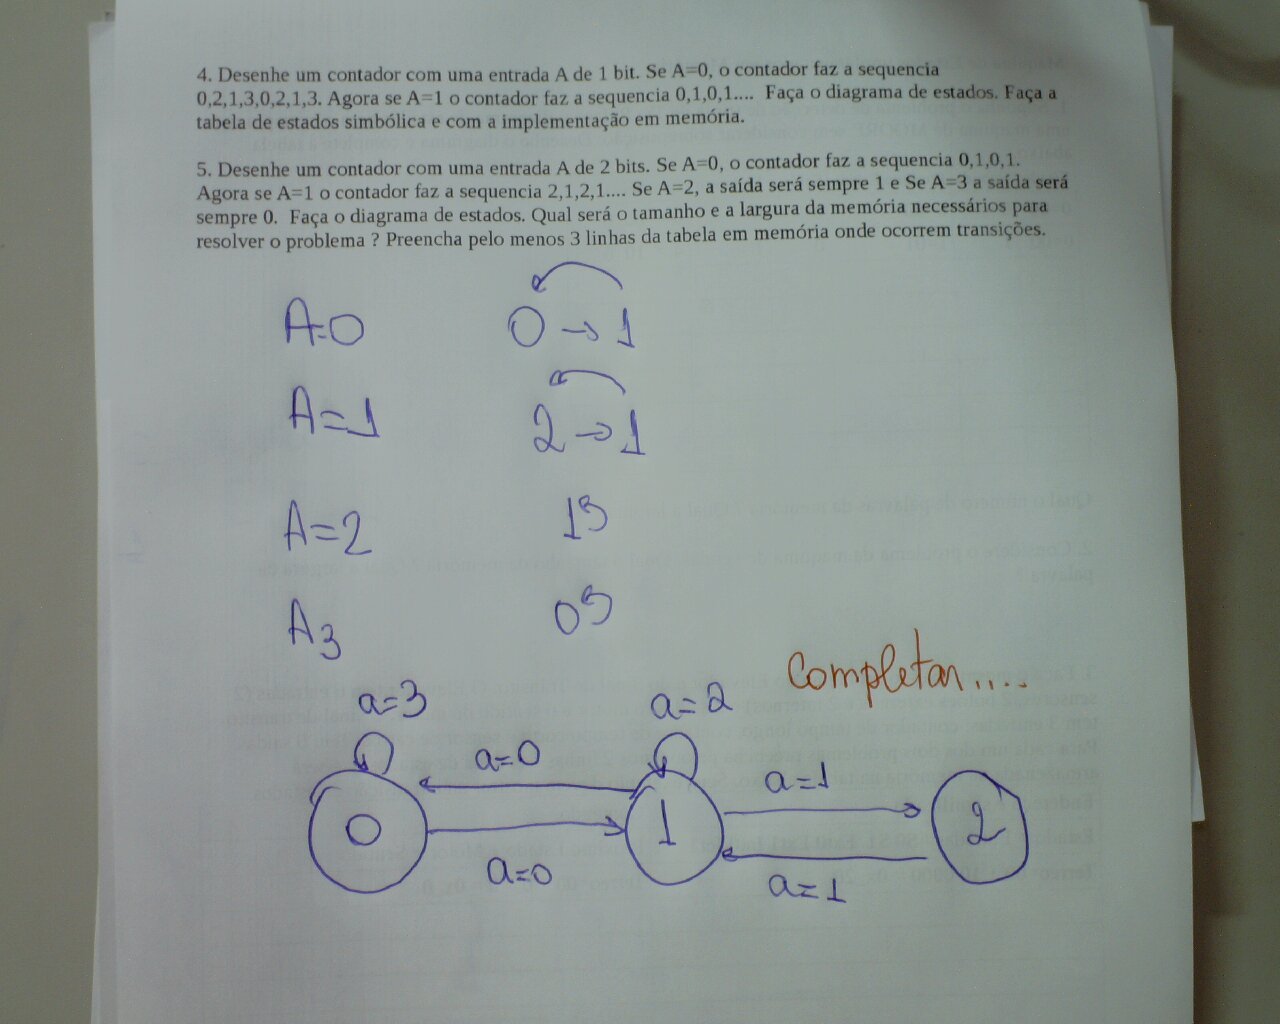 4. Desenhe um contador com uma entrada A de 1 bit. Se A=0, o contador faz a sequencia
0,2,1,3,0,2,1,3. Agora se A=1 o contador faz a sequencia 0,1,0,1.... Faça o diagrama de estados. Faça a
tabela de estados simbólica e com a implementação em memória.
5. Desenhe um contador com uma entrada A de 2 bits. Se A=0, o contador faz a sequencia 0,1,0,1.
Agora se A=1 o contador faz a sequencia 2,1,2,1.... Se A=2, a saída será sempre 1 e Se A=3 a saída será
sempre 0. Faça o diagrama de estados. Qual será o tamanho e a largura da memória necessários para
resolver o problema ? Preencha pelo menos 3 linhas da tabela em memória onde ocorrem transições.
A=0 0 → 1
A=1 2 → 1
A=2 1
A3 0
Completar....
a=3 a=2
a=0 a=1
0 1 2
a=0 a=1